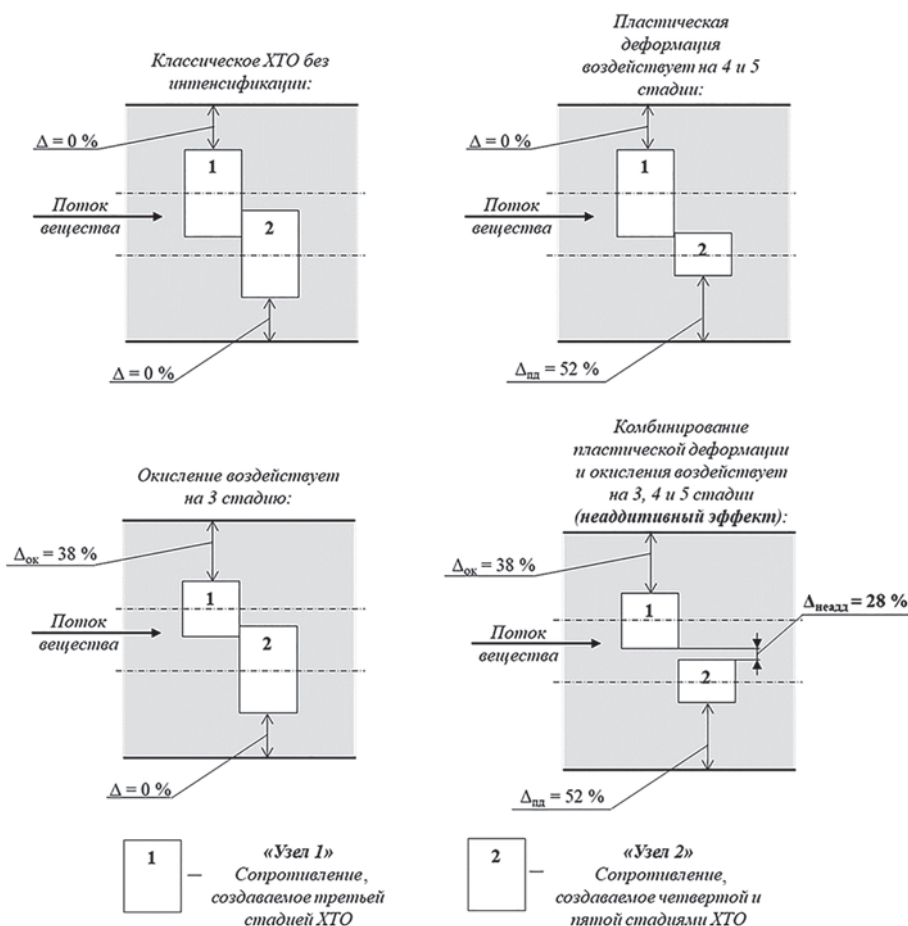 Классическое ХТО без
интенсификации:
Δ = 0 %
1
Поток
вещества
2
Δ = 0 %
Пластическая
деформация
воздействует на 4 и 5
стадии:
Δ = 0 %
1
Поток
вещества
2
Δпд = 52 %
Окисление воздействует
на 3 стадию:
Δок = 38 %
1
Поток
вещества
2
Δ = 0 %
Комбинирование
пластической деформации
и окисления воздействует
на 3, 4 и 5 стадии
(неаддитивный эффект):
Δок = 38 %
1
Δнеадд = 28 %
Поток
вещества
2
Δпд = 52 %
1
–
«Узел 1»
Сопротивление,
создаваемое третьей
стадией ХТО
2
–
«Узел 2»
Сопротивление,
создаваемое четвертой и
пятой стадиями ХТО